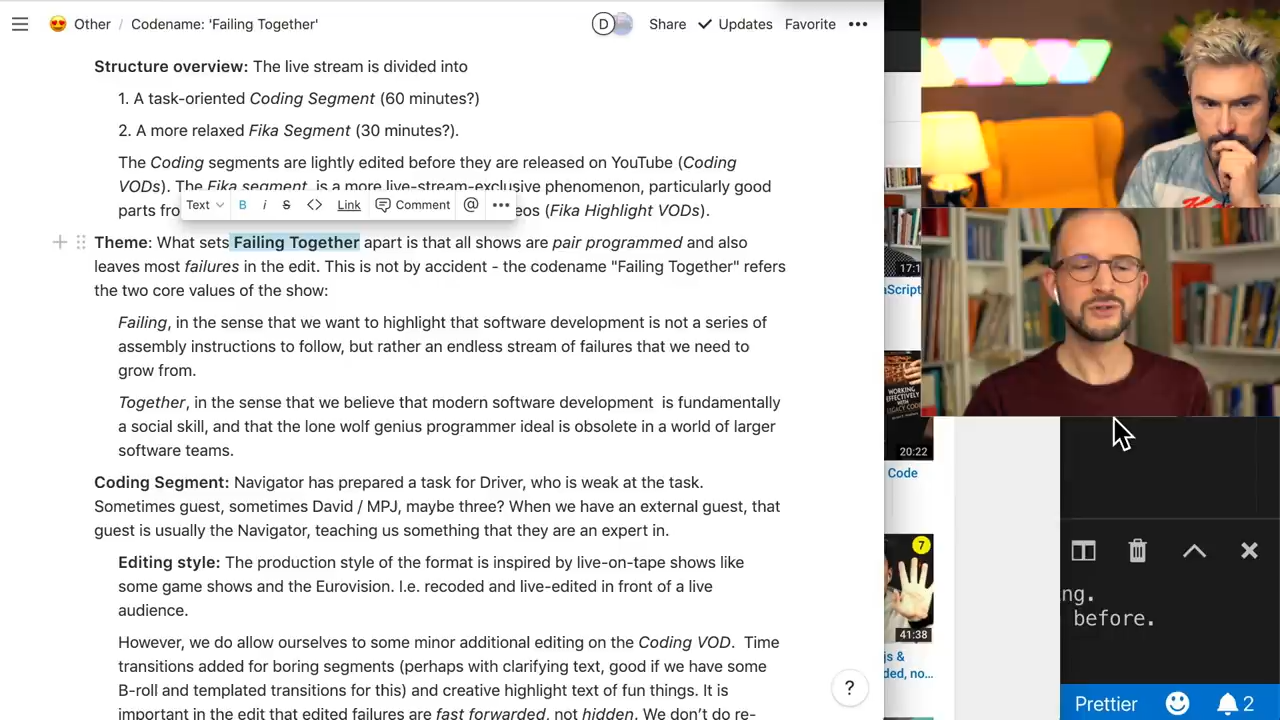 Other / Codename: 'Failing Together'
D
Share
Updates
Favorite
Structure overview: The live stream is divided into
1. A task-oriented Coding Segment (60 minutes?)
2. A more relaxed Fika Segment (30 minutes?).
The Coding segments are lightly edited before they are released on YouTube (Coding
VODs). The Fika segment is a more live-stream-exclusive phenomenon, particularly good
parts fro
eos (Fika Highlight VODs).
Text B i S <> Link Comment @
Theme: What sets Failing Together apart is that all shows are pair programmed and also
leaves most failures in the edit. This is not by accident - the codename "Failing Together" refers
the two core values of the show:
Failing, in the sense that we want to highlight that software development is not a series of
assembly instructions to follow, but rather an endless stream of failures that we need to
grow from.
Together, in the sense that we believe that modern software development is fundamentally
a social skill, and that the lone wolf genius programmer ideal is obsolete in a world of larger
software teams.
Coding Segment: Navigator has prepared a task for Driver, who is weak at the task.
Sometimes guest, sometimes David / MPJ, maybe three? When we have an external guest, that
guest is usually the Navigator, teaching us something that they are an expert in.
Editing style: The production style of the format is inspired by live-on-tape shows like
some game shows and the Eurovision. I.e. recoded and live-edited in front of a live
audience.
However, we do allow ourselves to some minor additional editing on the Coding VOD. Time
transitions added for boring segments (perhaps with clarifying text, good if we have some
B-roll and templated transitions for this) and creative highlight text of fun things. It is
important in the edit that edited failures are fast forwarded, not hidden. We don't do re-
?
17:1
aScript
WORKING
EFFECTIVELY
WITH
LEGACY CODE
20:22
Code
7
41:38
js &
ded, no...
ng.
before.
Prettier
2